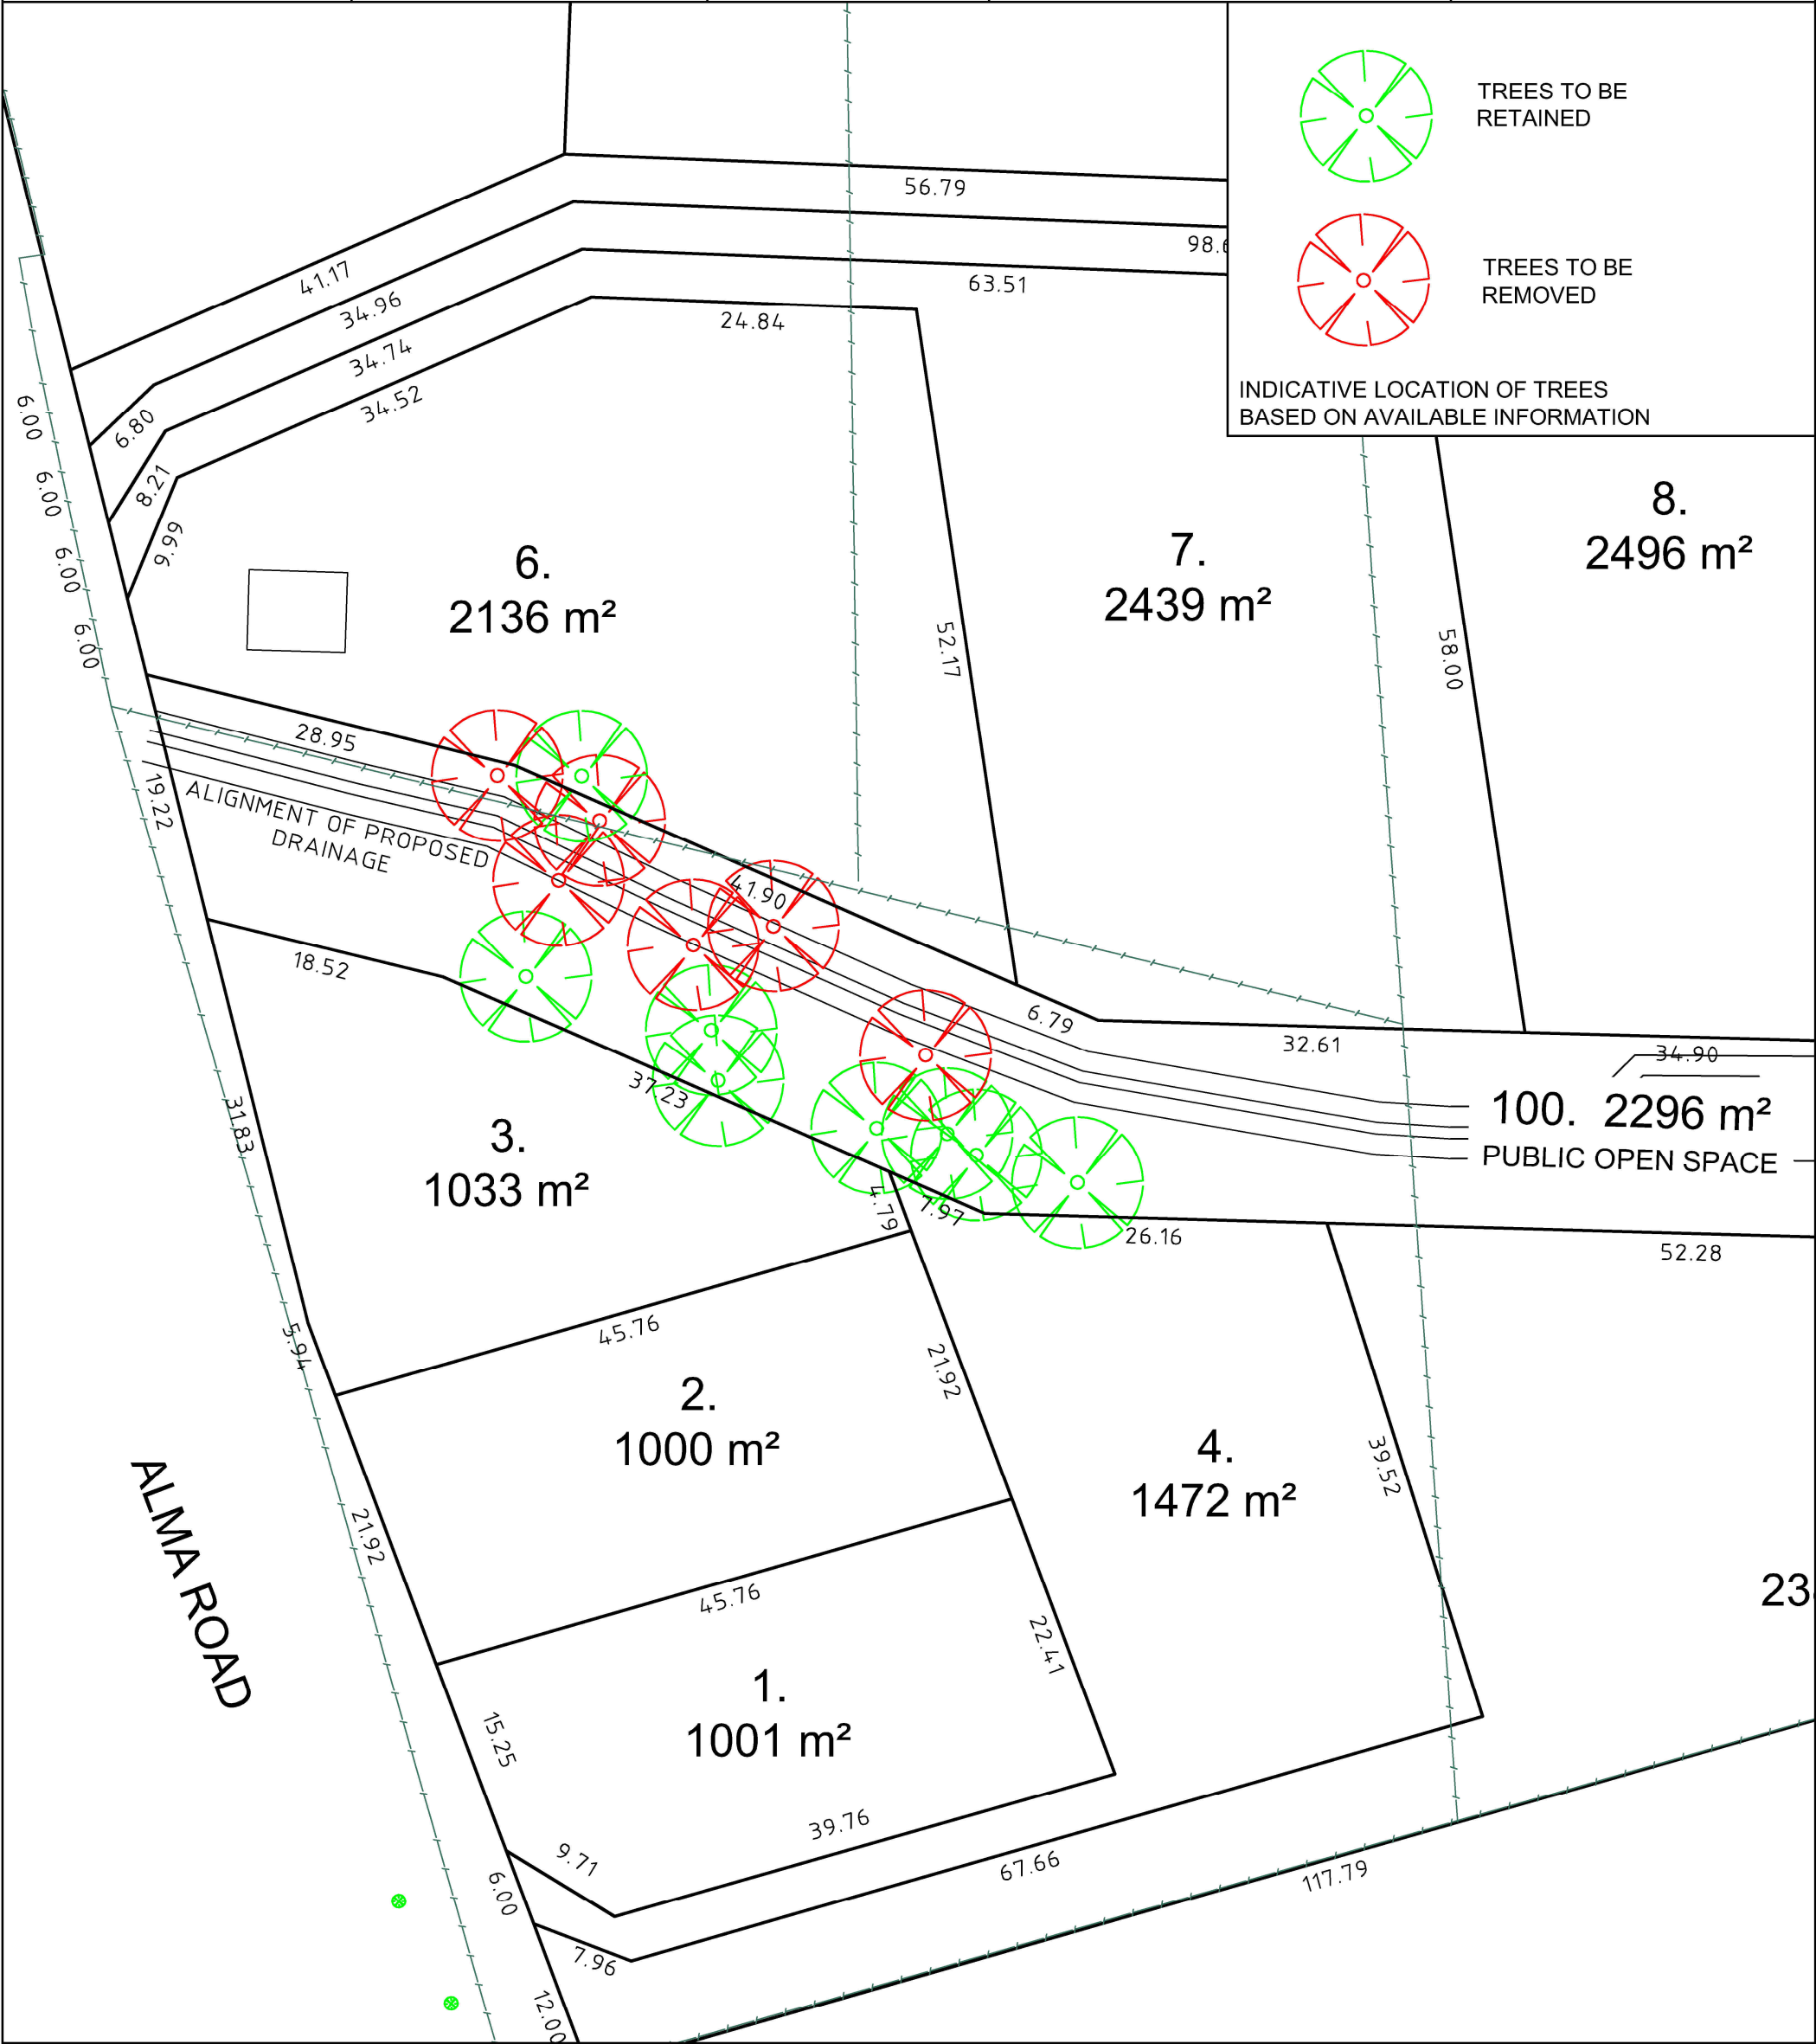 TREES TO BE
RETAINED
TREES TO BE
REMOVED
INDICATIVE LOCATION OF TREES
BASED ON AVAILABLE INFORMATION
56.79
98.6
63.51
41.17
34.96
34.74
24.84
34.52
6.80
8.21
9.99
6.00
6.00
6.00
6.00
6.
2136 m²
7.
2439 m²
8.
2496 m²
52.17
58.00
28.95
19.22
ALIGNMENT OF PROPOSED
DRAINAGE
41.90
18.52
6.79
32.61
34.90
100. 2296 m²
PUBLIC OPEN SPACE
37.23
31.83
3.
1033 m²
4.79
7.97
26.16
52.28
5.94
45.76
21.92
2.
1000 m²
4.
1472 m²
39.52
21.92
ALMA ROAD
45.76
22.41
23
1.
1001 m²
15.25
39.76
9.71
67.66
117.79
6.00
7.96
12.00